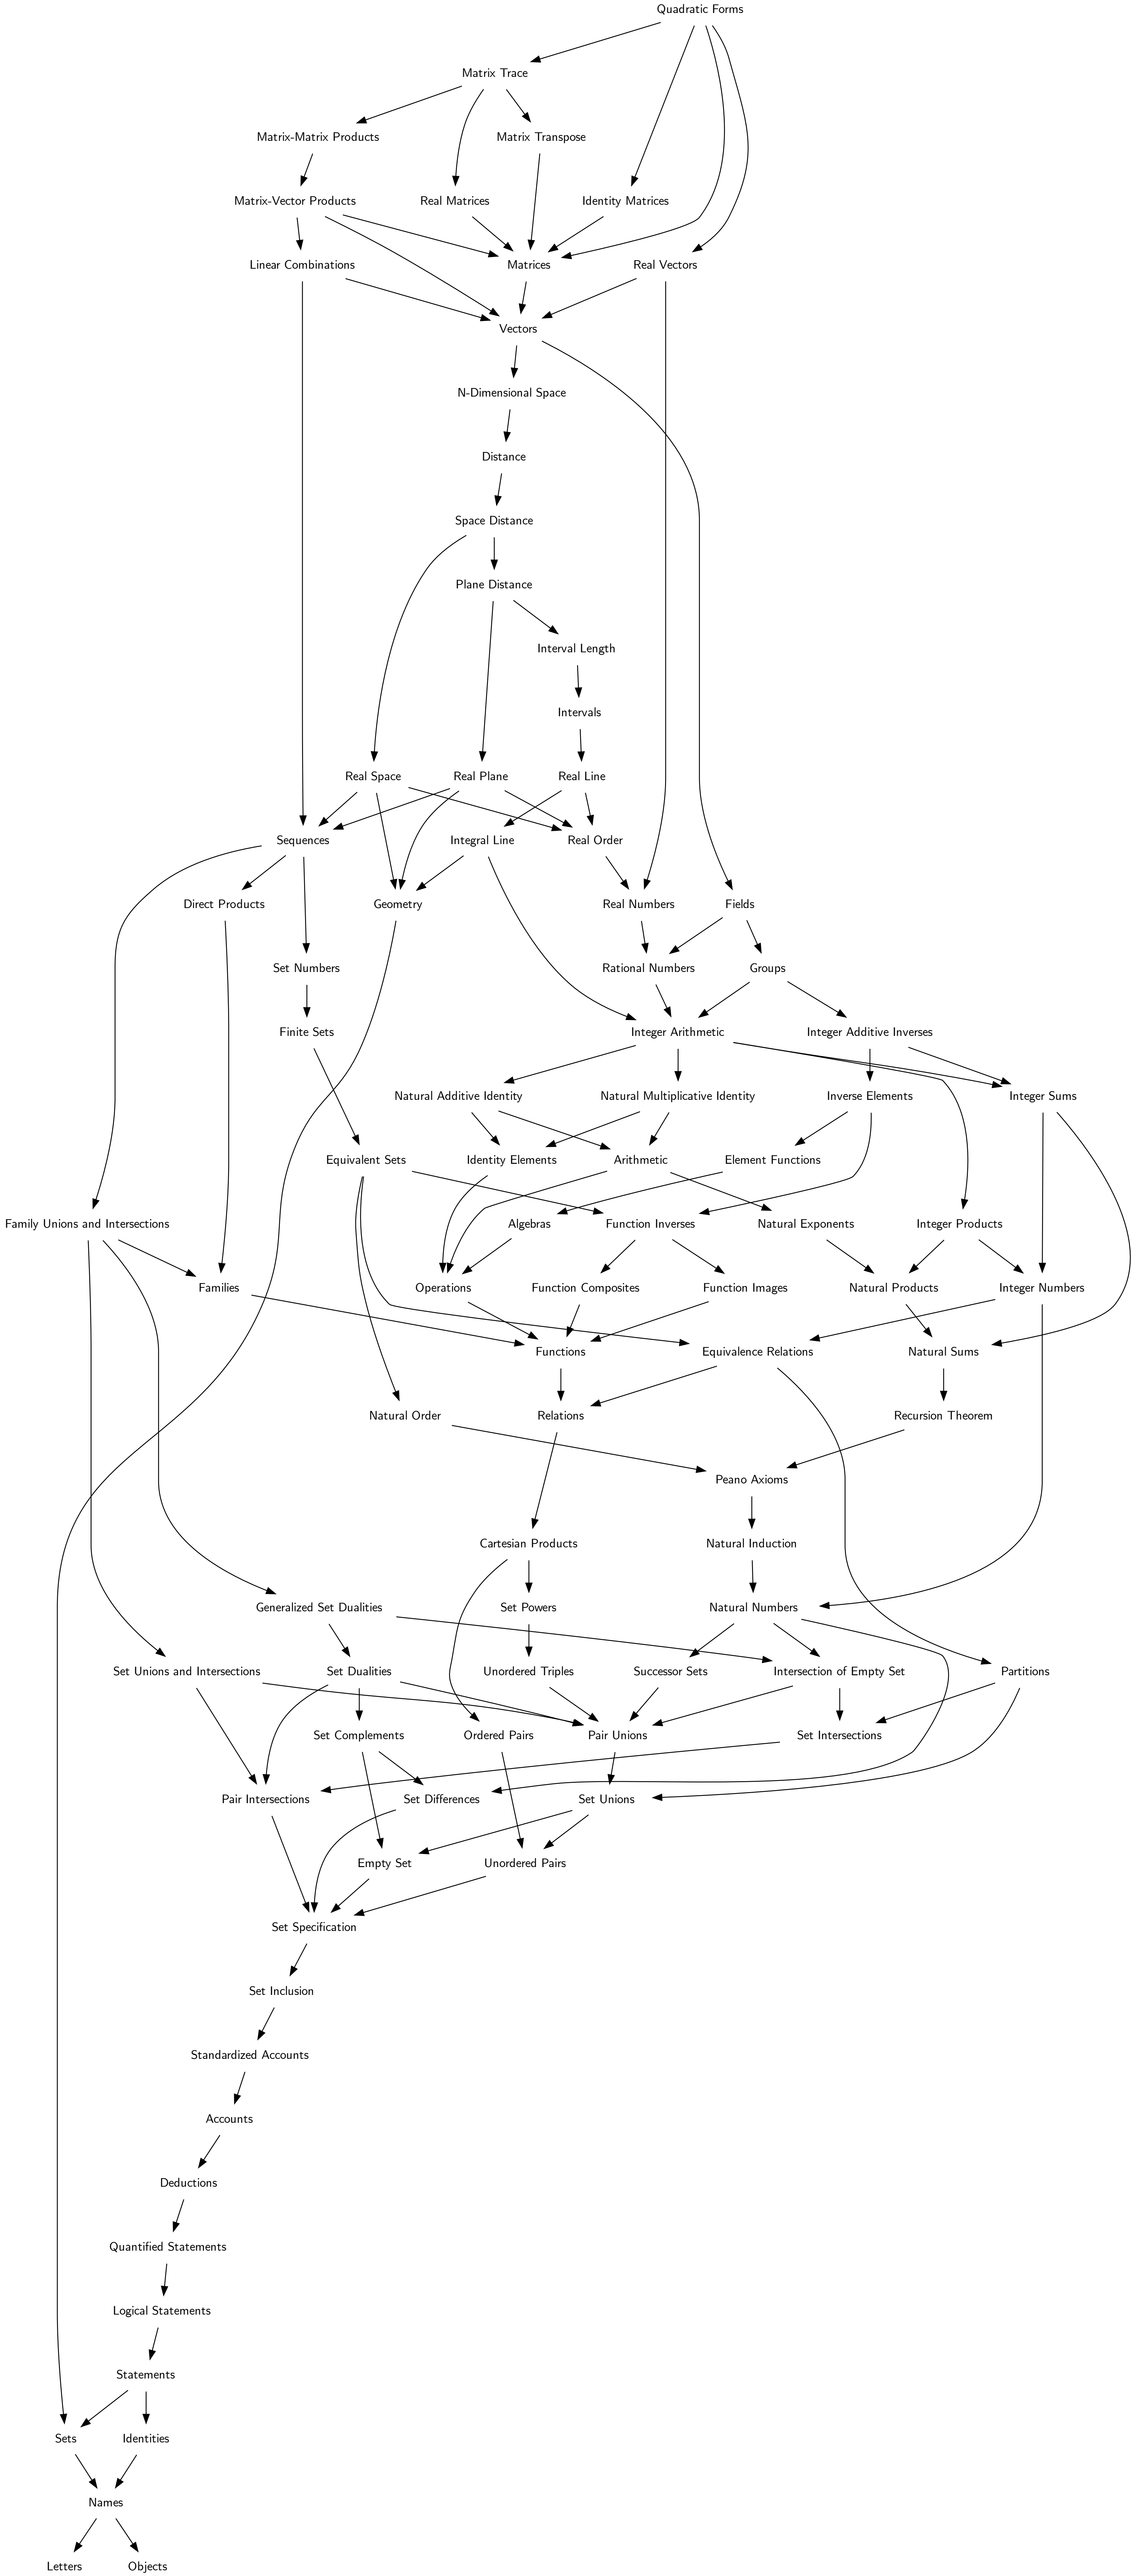 Quadratic Forms
Matrix Trace
Matrix-Matrix Products
Matrix Transpose
Matrix-Vector Products
Real Matrices
Identity Matrices
Linear Combinations
Matrices
Real Vectors
Vectors
N-Dimensional Space
Distance
Space Distance
Plane Distance
Interval Length
Intervals
Real Space
Real Plane
Real Line
Sequences
Integral Line
Real Order
Direct Products
Geometry
Real Numbers
Fields
Set Numbers
Rational Numbers
Groups
Finite Sets
Integer Arithmetic
Integer Additive Inverses
Natural Additive Identity
Natural Multiplicative Identity
Inverse Elements
Integer Sums
Equivalent Sets
Identity Elements
Arithmetic
Element Functions
Family Unions and Intersections
Algebras
Function Inverses
Natural Exponents
Integer Products
Families
Operations
Function Composites
Function Images
Natural Products
Integer Numbers
Functions
Equivalence Relations
Natural Sums
Natural Order
Relations
Recursion Theorem
Peano Axioms
Cartesian Products
Natural Induction
Generalized Set Dualities
Set Powers
Natural Numbers
Set Unions and Intersections
Set Dualities
Unordered Triples
Successor Sets
Intersection of Empty Set
Partitions
Set Complements
Ordered Pairs
Pair Unions
Set Intersections
Pair Intersections
Set Differences
Set Unions
Empty Set
Unordered Pairs
Set Specification
Set Inclusion
Standardized Accounts
Accounts
Deductions
Quantified Statements
Logical Statements
Statements
Sets
Identities
Names
Letters
Objects